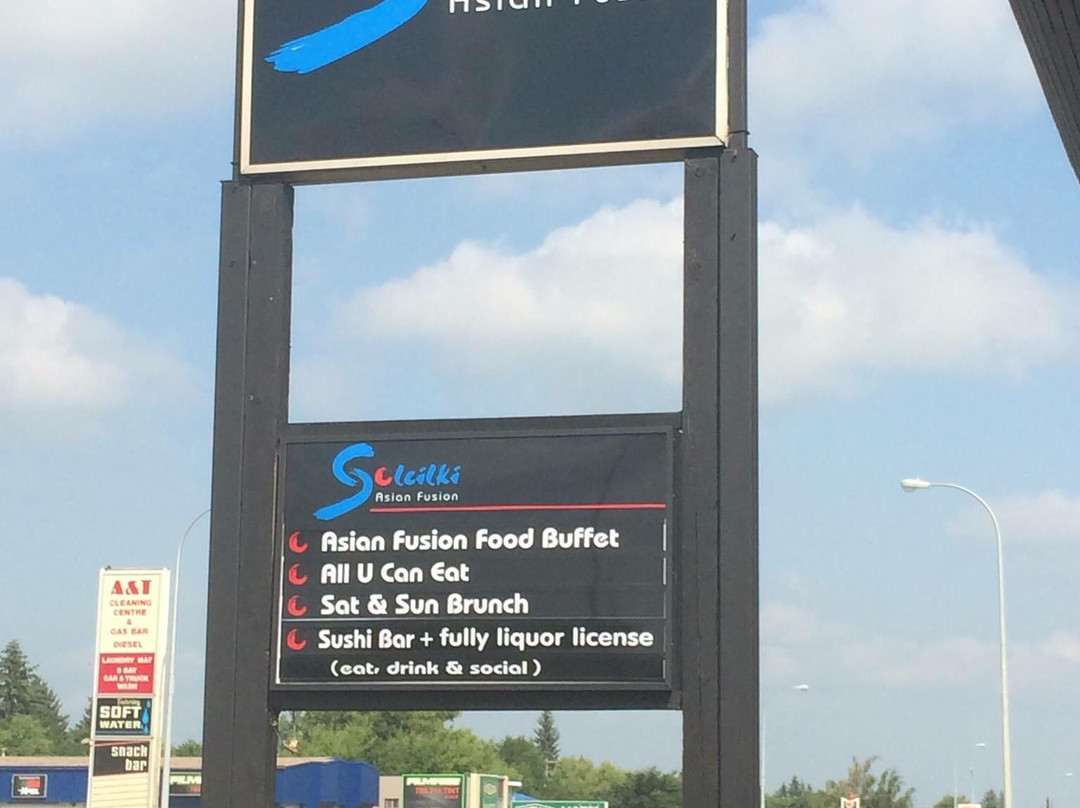 Asian
Soleilki
Asian Fusion
Asian Fusion Food Buffet
All U Can Eat
Sat & Sun Brunch
Sushi Bar + fully liquor license
(eat, drink & social)
A&T
CLEANING
CENTRE
&
GAS BAR
DIESEL
LAUNDRY MAT
CAR & TRUCK
WASH
SOFT
WATER
snack
bar